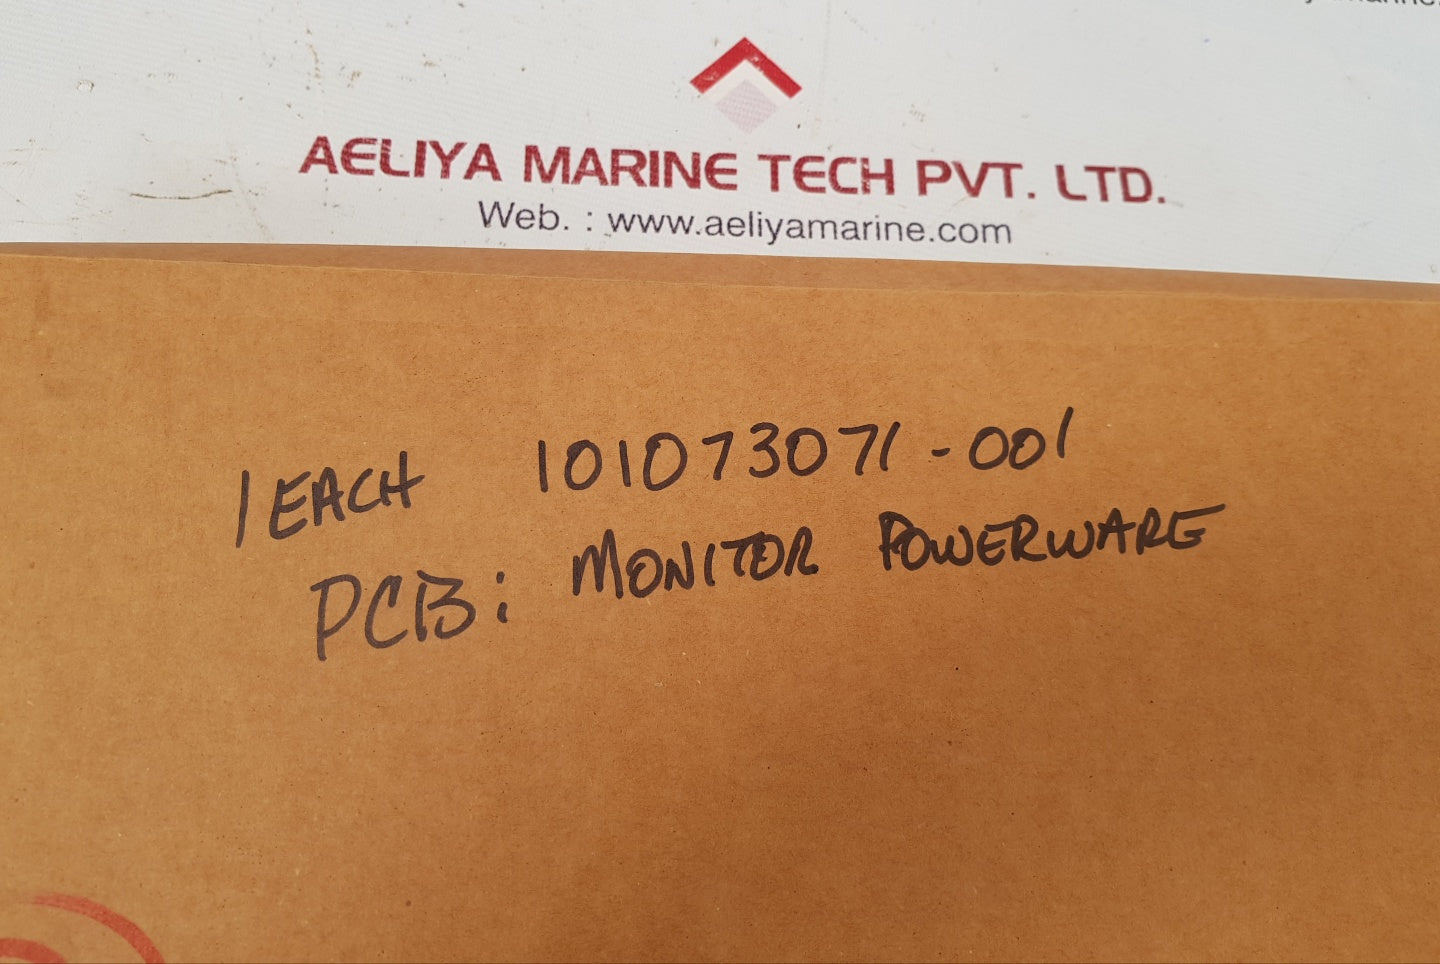 AELIYA MARINE TECH PVT. LTD.
Web. : www.aeliyamarine.com
1 EACH 101073071-001
PCB: MONITOR POWERWARE